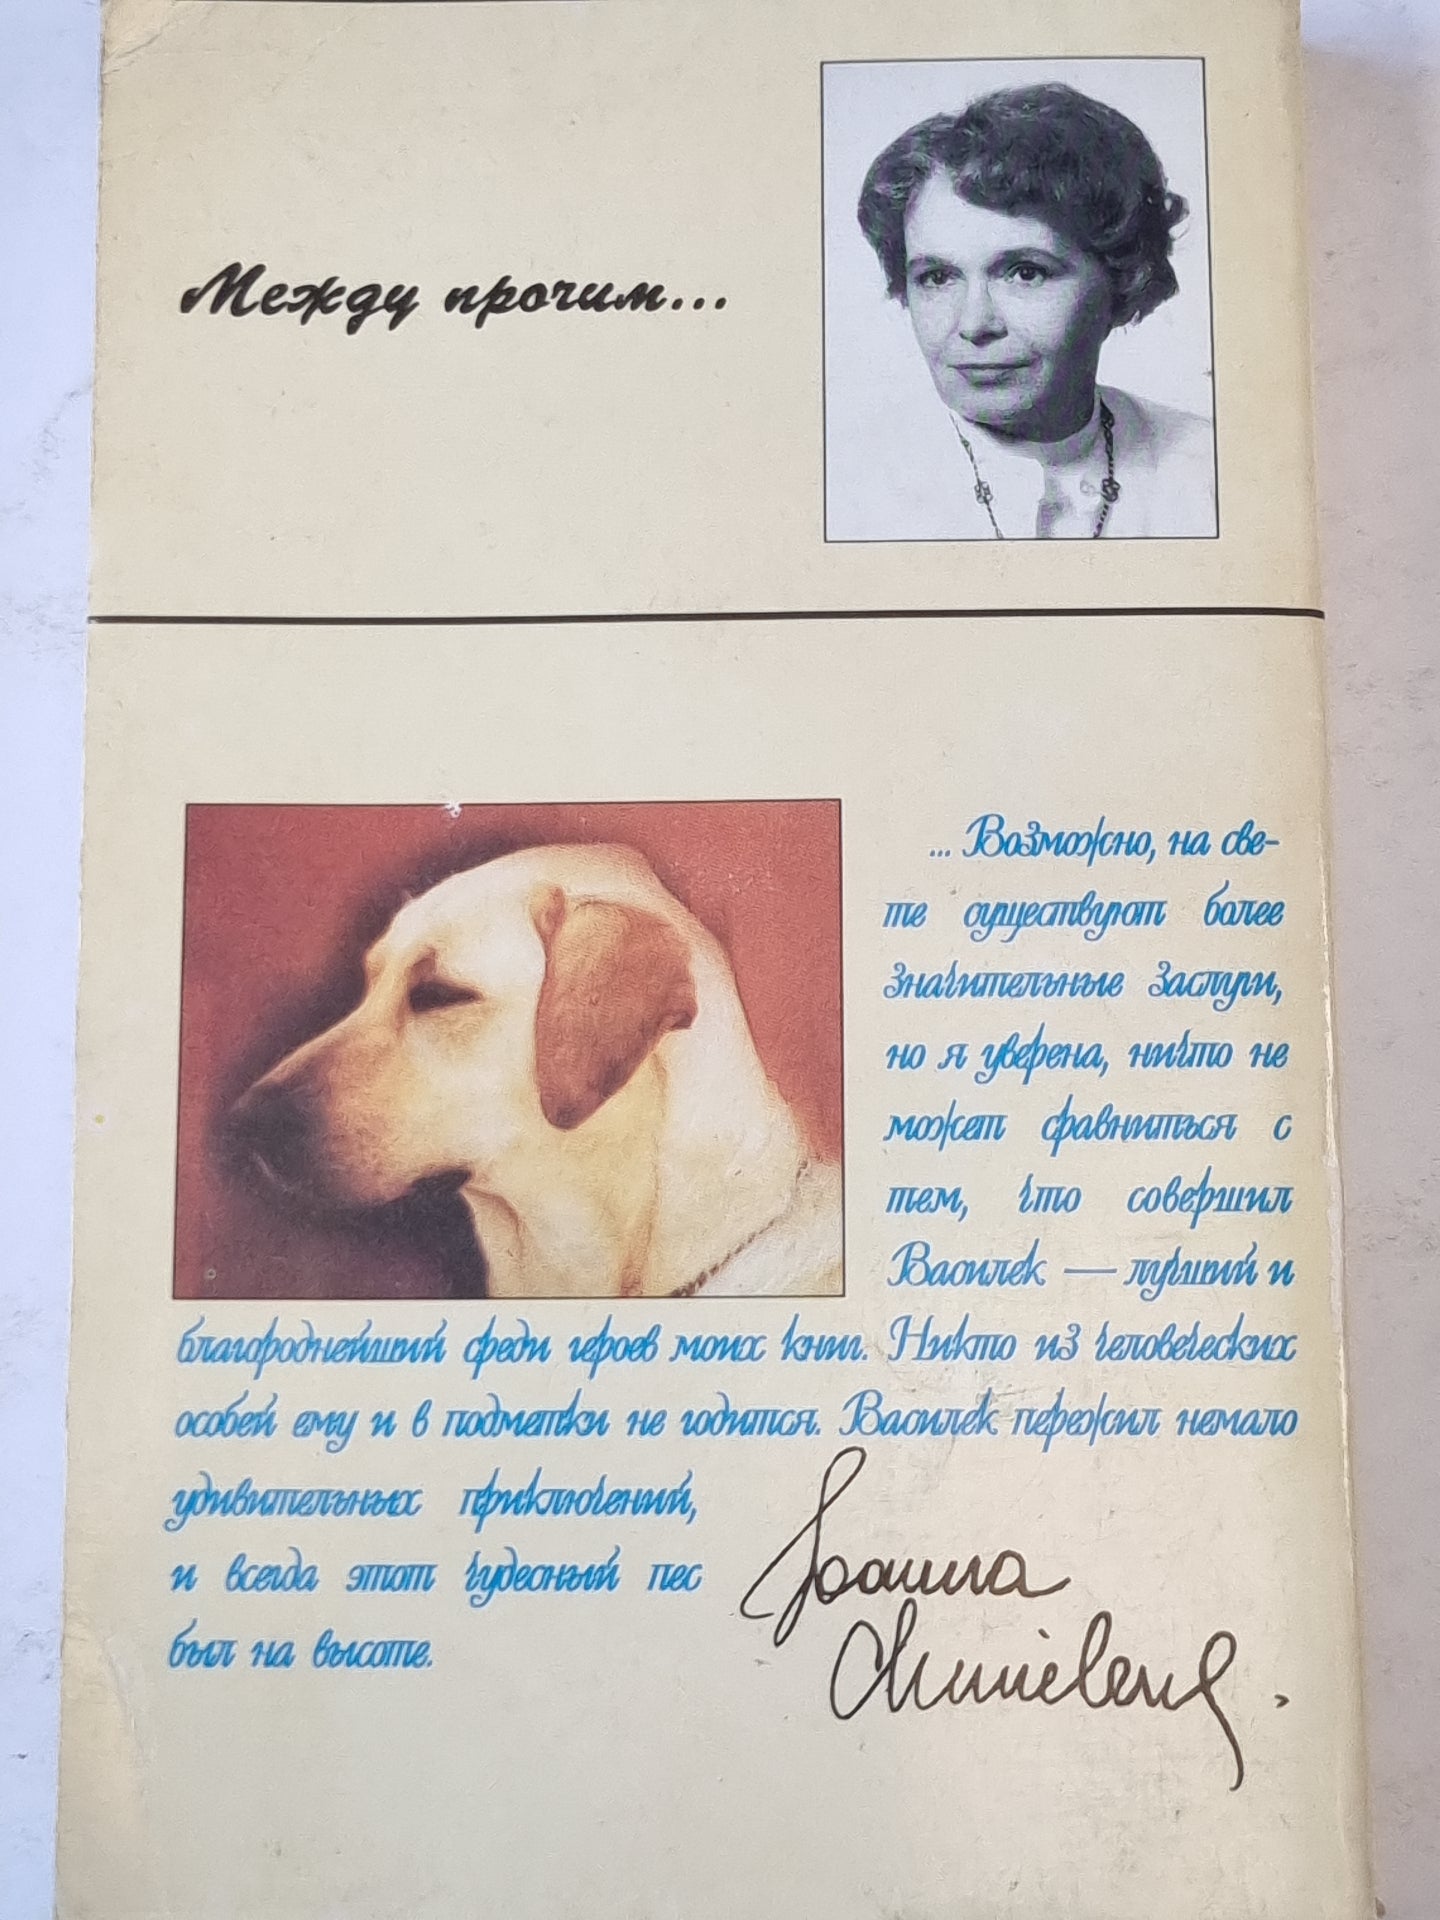 Между прочим...
... Возможно, на све-
те существуют более
значительные заслуги,
но я уверена, ничто не
может сравниться с
тем, что совершил
Василек — лучший и
благороднейший среди героев моих книг. Никто из человеческих
особей ему и в подметки не годится. Василек пережил немало
удивительных приключений,
и всегда этот чудесный пес
был на высоте.
Joanna
Chmielewska.